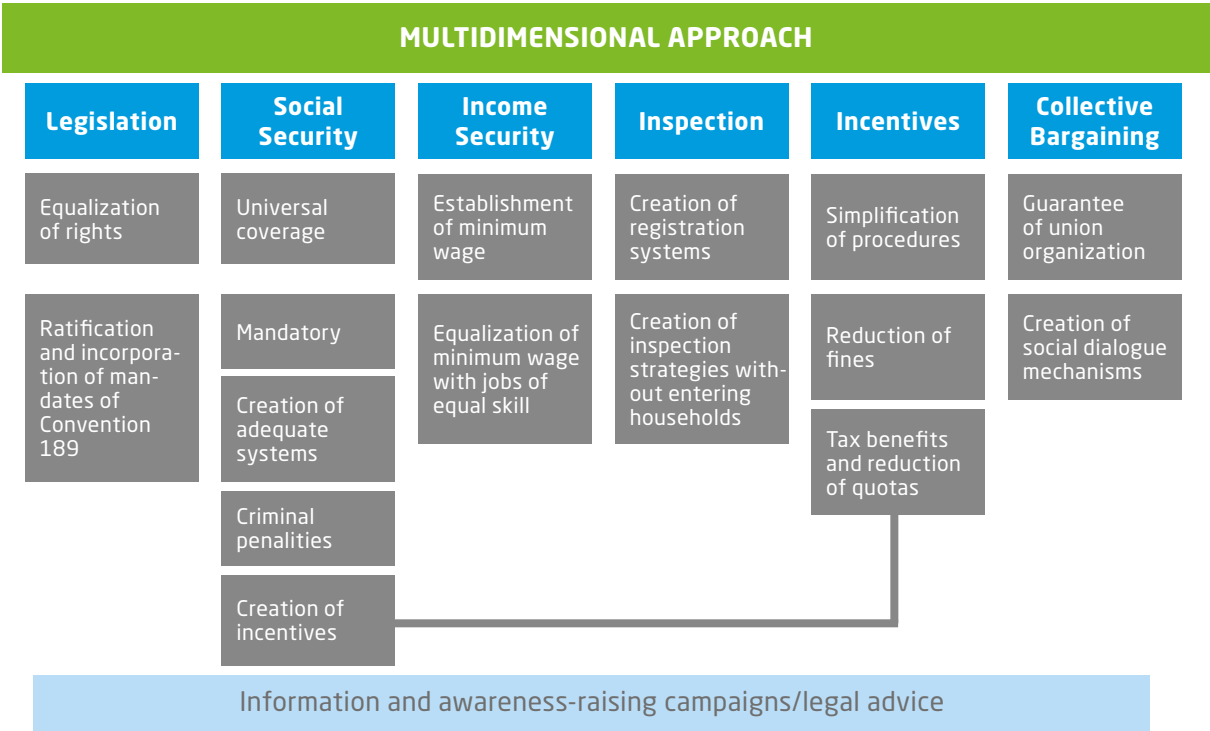 MULTIDIMENSIONAL APPROACH
Legislation
Equalization
of rights
Ratification
and incorpora-
tion of man-
dates of
Convention
189
Social
Security
Universal
coverage
Mandatory
Creation of
adequate
systems
Criminal
penalities
Creation of
incentives
Income
Security
Establishment
of minimum
wage
Equalization of
minimum wage
with jobs of
equal skill
Inspection
Creation of
registration
systems
Creation of
inspection
strategies with-
out entering
households
Incentives
Simplification
of procedures
Reduction of
fines
Tax benefits
and reduction
of quotas
Collective
Bargaining
Guarantee
of union
organization
Creation of
social dialogue
mechanisms
Information and awareness-raising campaigns/legal advice